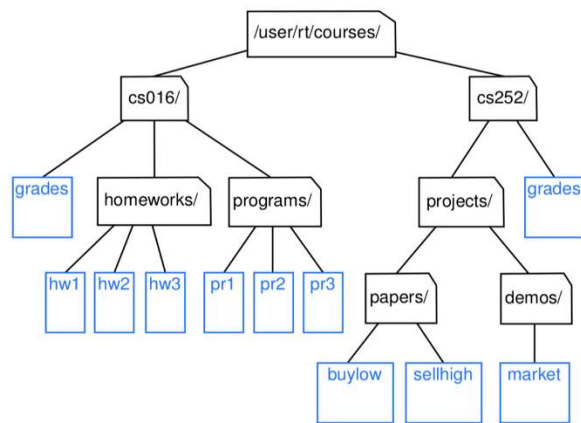 /user/rt/courses/
cs016/
cs252/
grades
homeworks/
programs/
projects/
grades
hw1
hw2
hw3
pr1
pr2
pr3
papers/
demos/
buylow
sellhigh
market